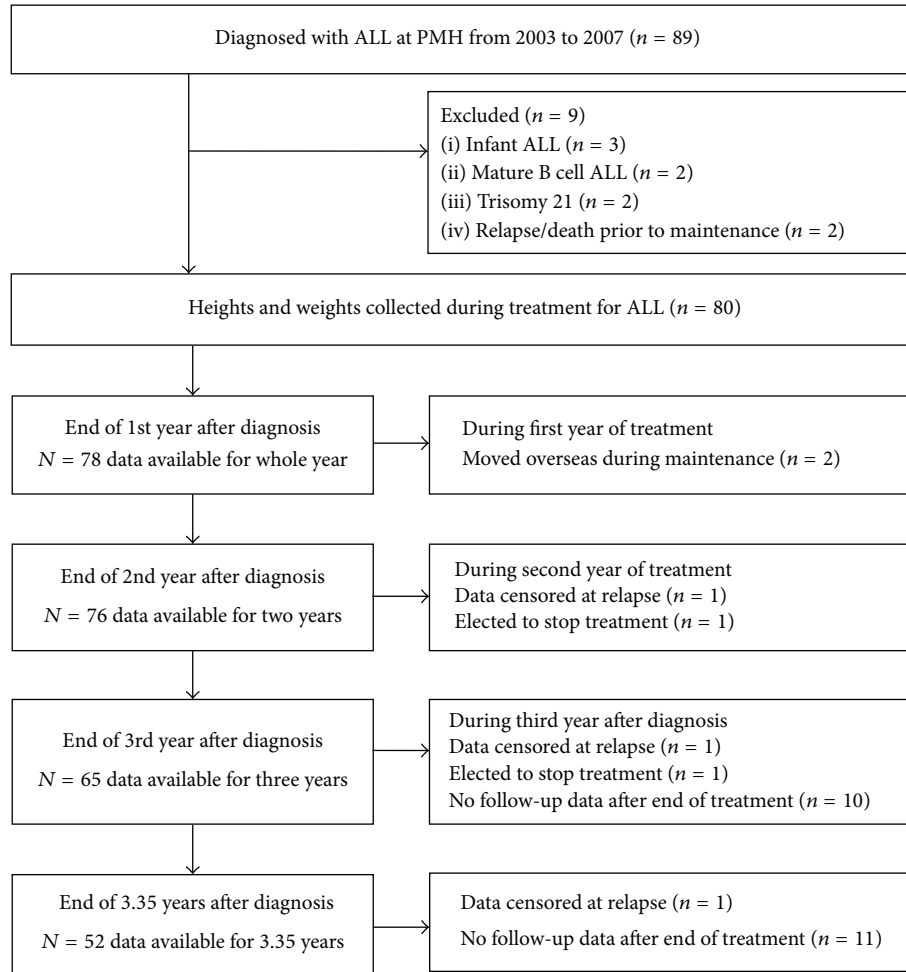 Diagnosed with ALL at PMH from 2003 to 2007 (n = 89)
Excluded (n = 9)
(i) Infant ALL (n = 3)
(ii) Mature B cell ALL (n = 2)
(iii) Trisomy 21 (n = 2)
(iv) Relapse/death prior to maintenance (n = 2)
Heights and weights collected during treatment for ALL (n = 80)
End of 1st year after diagnosis
N = 78 data available for whole year
During first year of treatment
Moved overseas during maintenance (n = 2)
End of 2nd year after diagnosis
N = 76 data available for two years
During second year of treatment
Data censored at relapse (n = 1)
Elected to stop treatment (n = 1)
End of 3rd year after diagnosis
N = 65 data available for three years
During third year after diagnosis
Data censored at relapse (n = 1)
Elected to stop treatment (n = 1)
No follow-up data after end of treatment (n = 10)
End of 3.35 years after diagnosis
N = 52 data available for 3.35 years
Data censored at relapse (n = 1)
No follow-up data after end of treatment (n = 11)